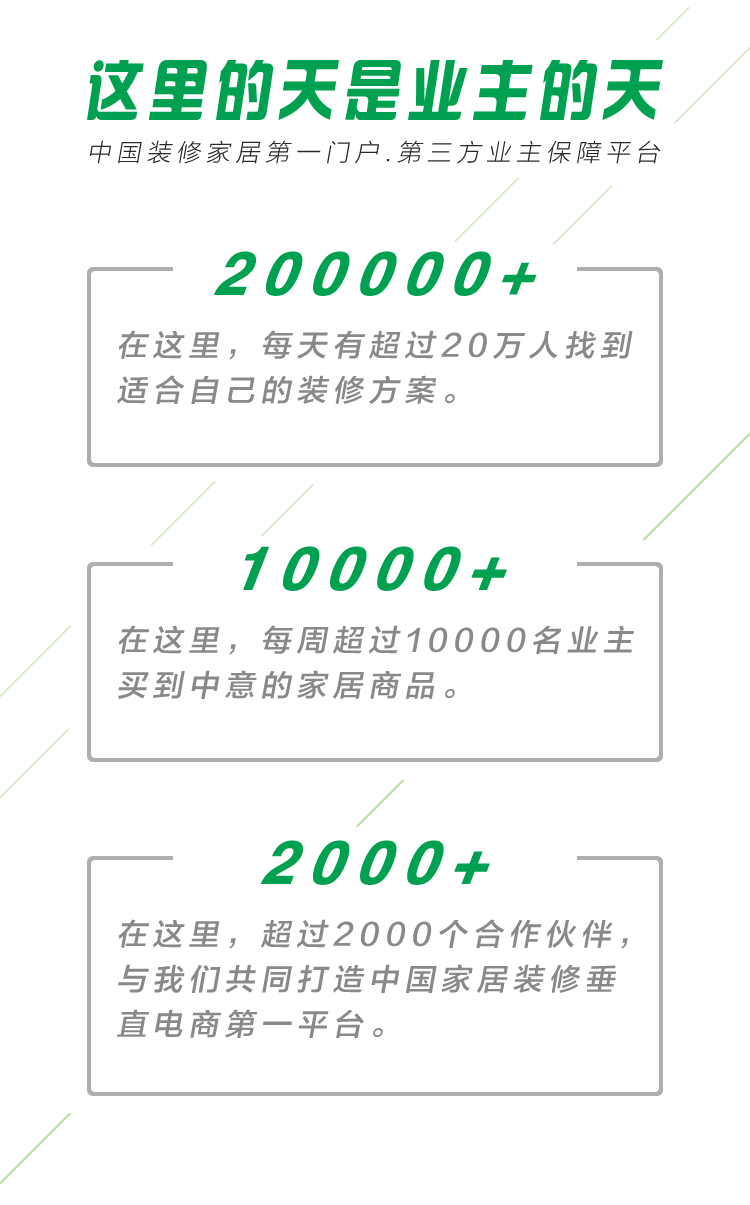 这里的天是业主的天
中国装修家居第一门户.第三方业主保障平台
200000+
在这里，每天有超过20万人找到
适合自己的装修方案。
10000+
在这里，每周超过10000名业主
买到中意的家居商品。
2000+
在这里，超过2000个合作伙伴，
与我们共同打造中国家居装修垂
直电商第一平台。